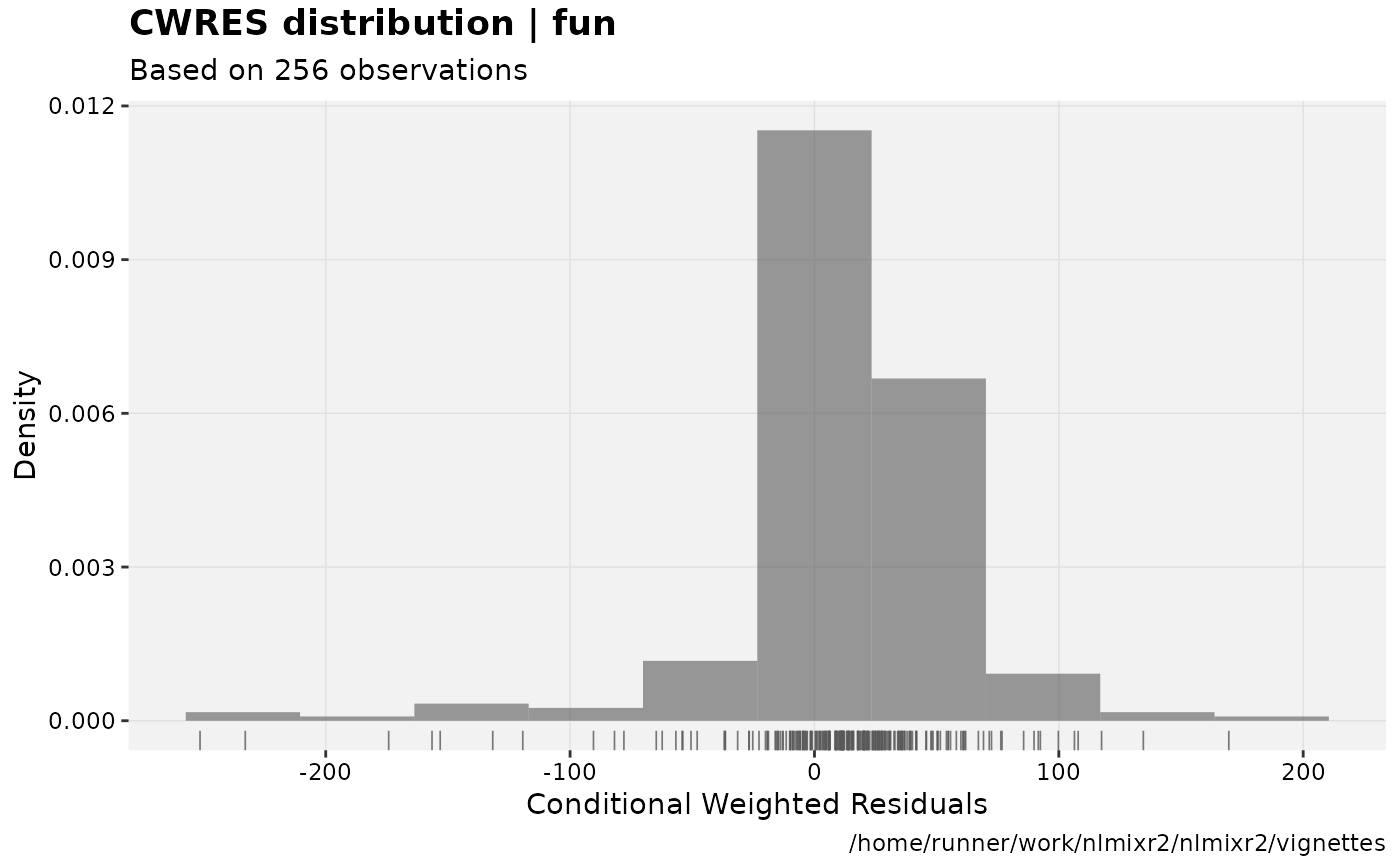 CWRES distribution | fun
Based on 256 observations
0.012
0.009
0.006
0.003
0.000
Density
-200 -100 0 100 200
Conditional Weighted Residuals
/home/runner/work/nlmixr2/nlmixr2/vignettes